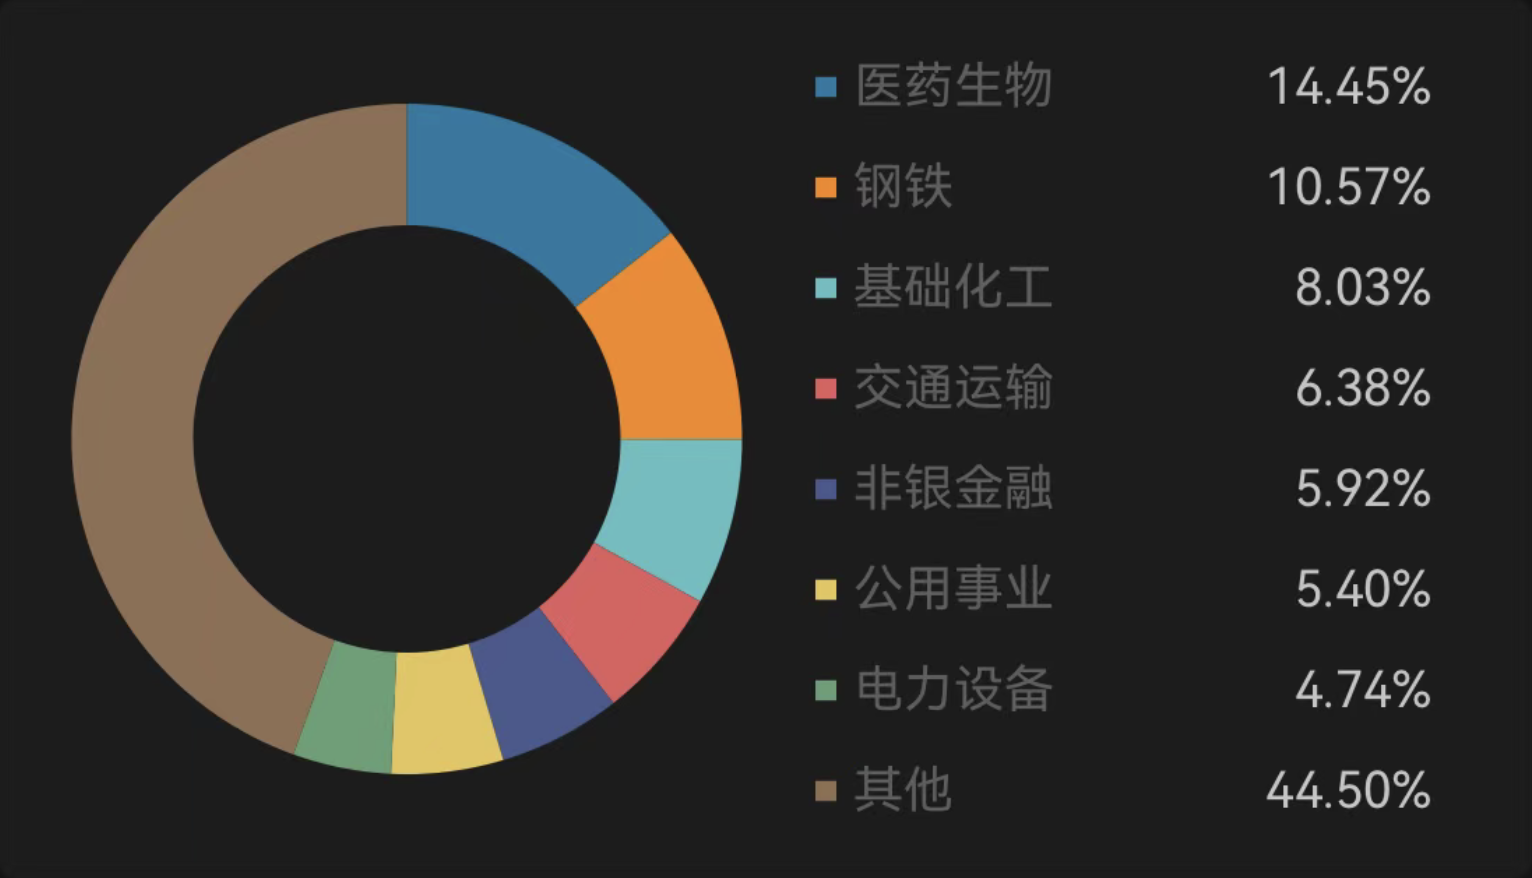 医药生物 14.45%
钢铁 10.57%
基础化工 8.03%
交通运输 6.38%
非银金融 5.92%
公用事业 5.40%
电力设备 4.74%
其他 44.50%